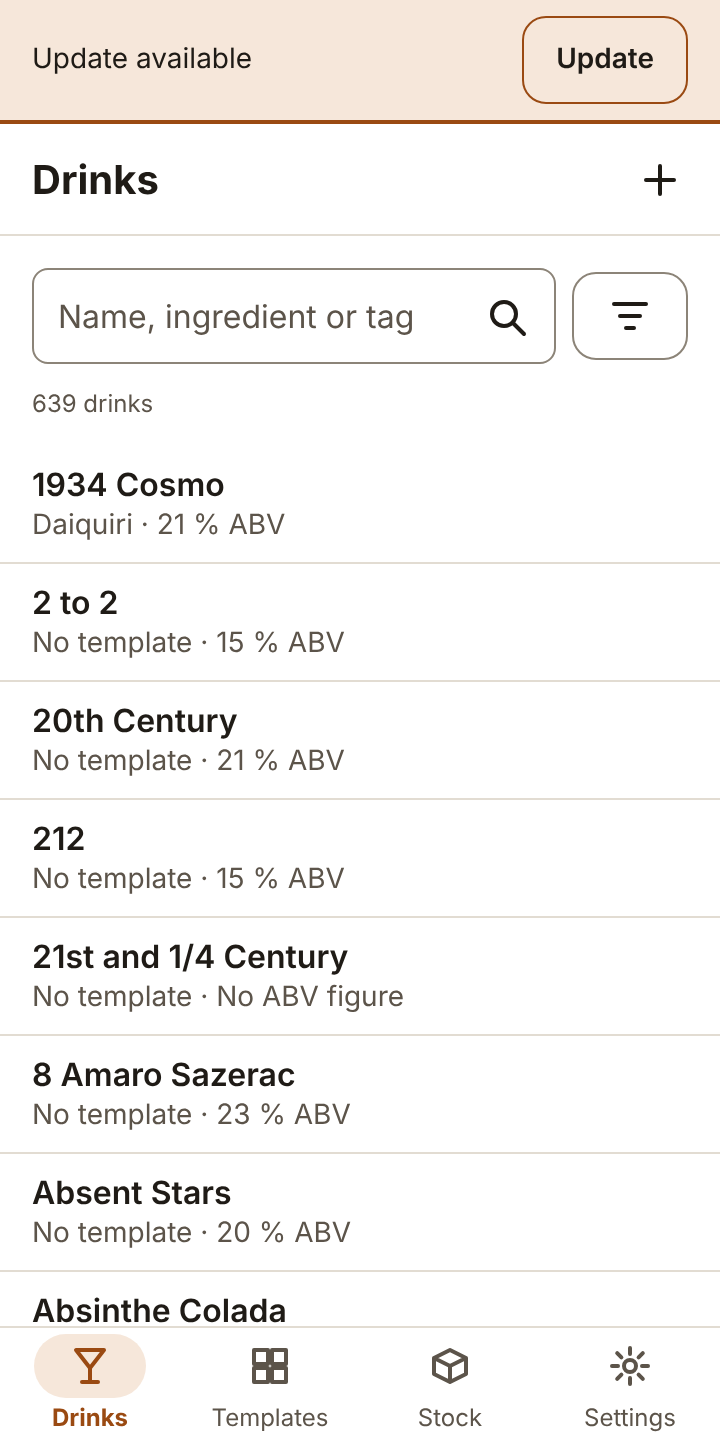 Update available
Update
Drinks
Name, ingredient or tag
639 drinks
1934 Cosmo
Daiquiri · 21 % ABV
2 to 2
No template · 15 % ABV
20th Century
No template · 21 % ABV
212
No template · 15 % ABV
21st and 1/4 Century
No template · No ABV figure
8 Amaro Sazerac
No template · 23 % ABV
Absent Stars
No template · 20 % ABV
Absinthe Colada
Drinks
Templates
Stock
Settings